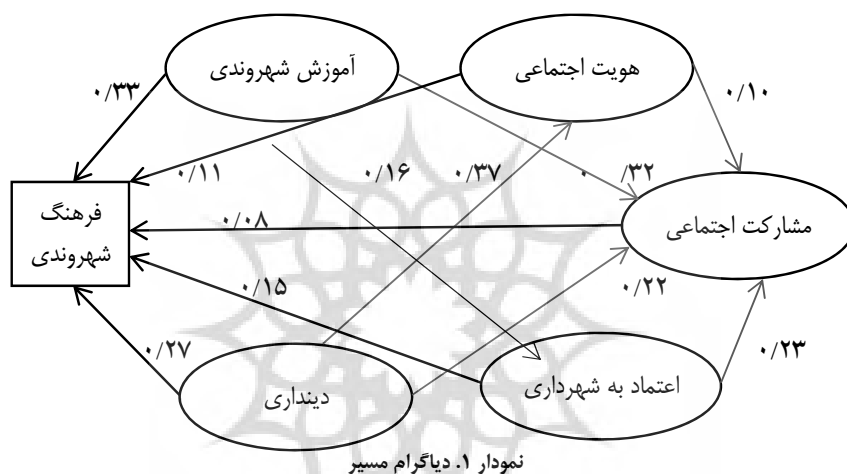 هویت اجتماعی
آموزش شهروندی
۰/۱۰
۰/۳۳
۰/۳۲
۰/۳۷
۰/۱۶
۰/۱۱
مشارکت اجتماعی
۰/۰۸
فرهنگ
شهروندی
۰/۲۲
۰/۱۵
۰/۲۳
۰/۲۷
اعتماد به شهرداری
دینداری
نمودار ۱. دیاگرام مسیر